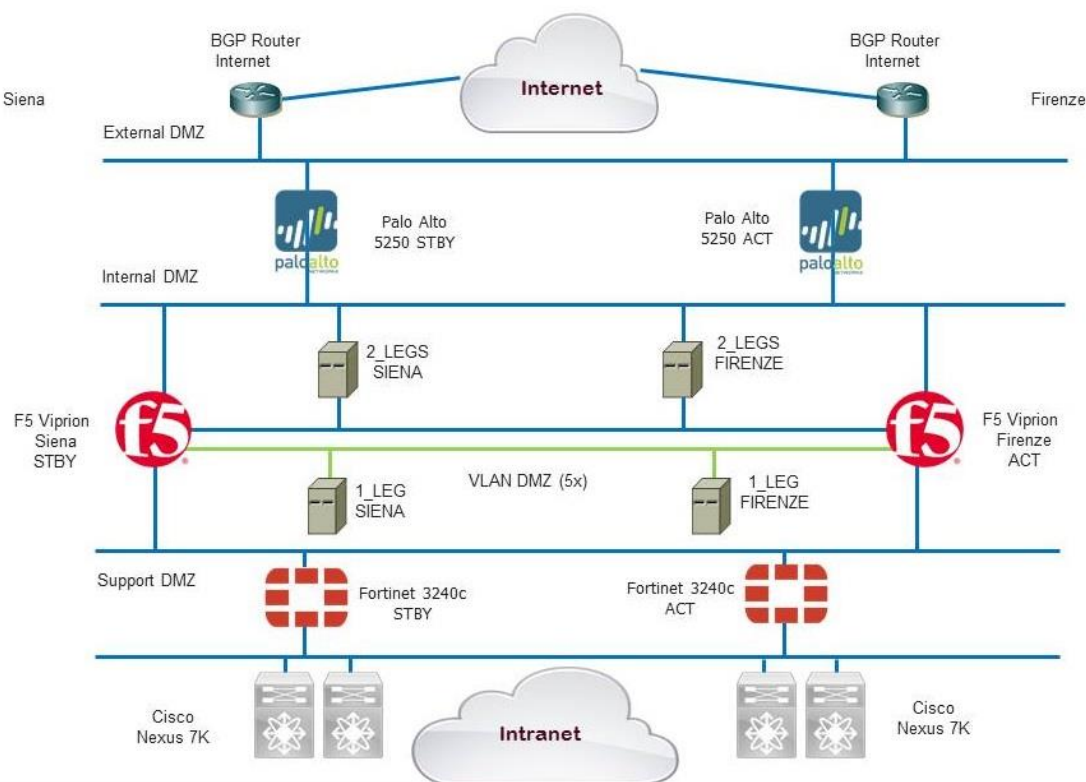 BGP Router
Internet
BGP Router
Internet
Internet
Siena
Firenze
External DMZ
Palo Alto
5250 STBY
Palo Alto
5250 ACT
paloalto
NETWORKS
paloalto
NETWORKS
Internal DMZ
2_LEGS
SIENA
2_LEGS
FIRENZE
F5 Viprion
Siena
STBY
f5
f5
F5 Viprion
Firenze
ACT
1_LEG
SIENA
VLAN DMZ (5x)
1_LEG
FIRENZE
Support DMZ
Fortinet 3240c
STBY
Fortinet 3240c
ACT
Cisco
Nexus 7K
Intranet
Cisco
Nexus 7K